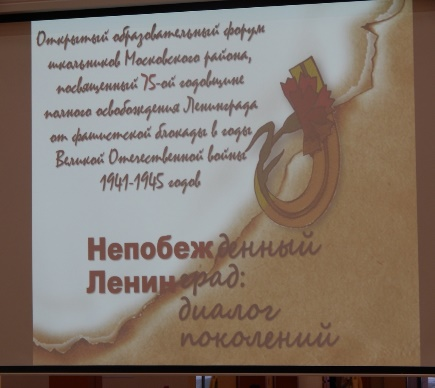 Открытый образовательный форум
школьников Московского района,
посвященный 75-ой годовщине
полного освобождения Ленинграда
от фашистской блокады в годы
Великой Отечественной войны
1941-1945 годов
Непобежденный
Ленинград:
диалог
поколений